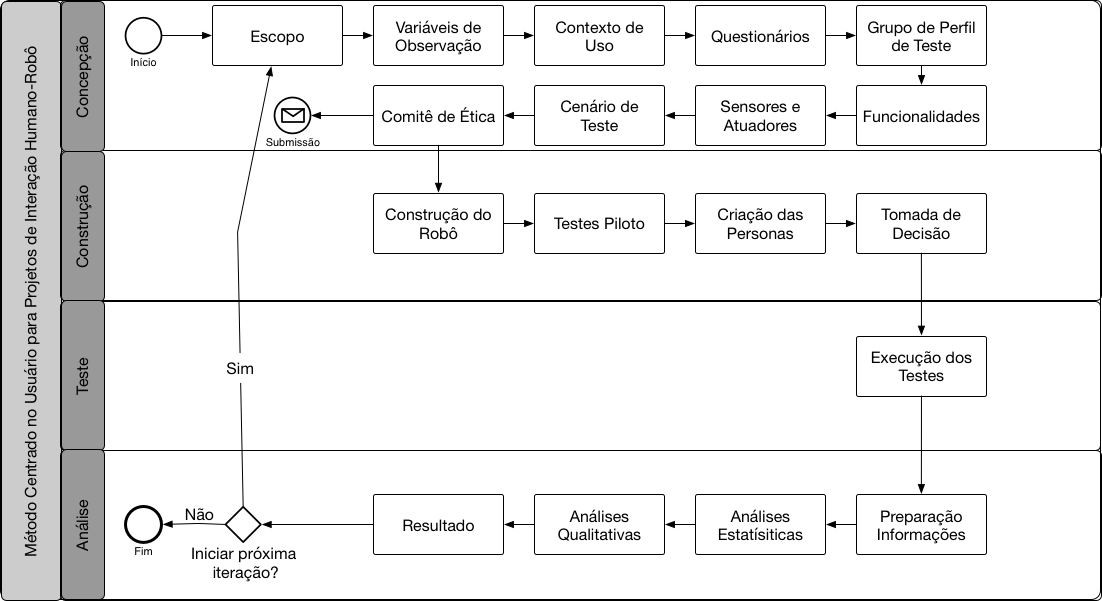 Método Centrado no Usuário para Projetos de Interação Humano-Robô
Concepção
Início
Escopo
Variáveis de
Observação
Contexto de
Uso
Questionários
Grupo de Perfil
de Teste
Submissão
Comitê de Ética
Cenário de
Teste
Sensores e
Atuadores
Funcionalidades
Construção
Construção do
Robô
Testes Piloto
Criação das
Personas
Tomada de
Decisão
Teste
Sim
Execução dos
Testes
Análise
Fim
Não
Iniciar próxima
iteração?
Resultado
Análises
Qualitativas
Análises
Estatísiticas
Preparação
Informações